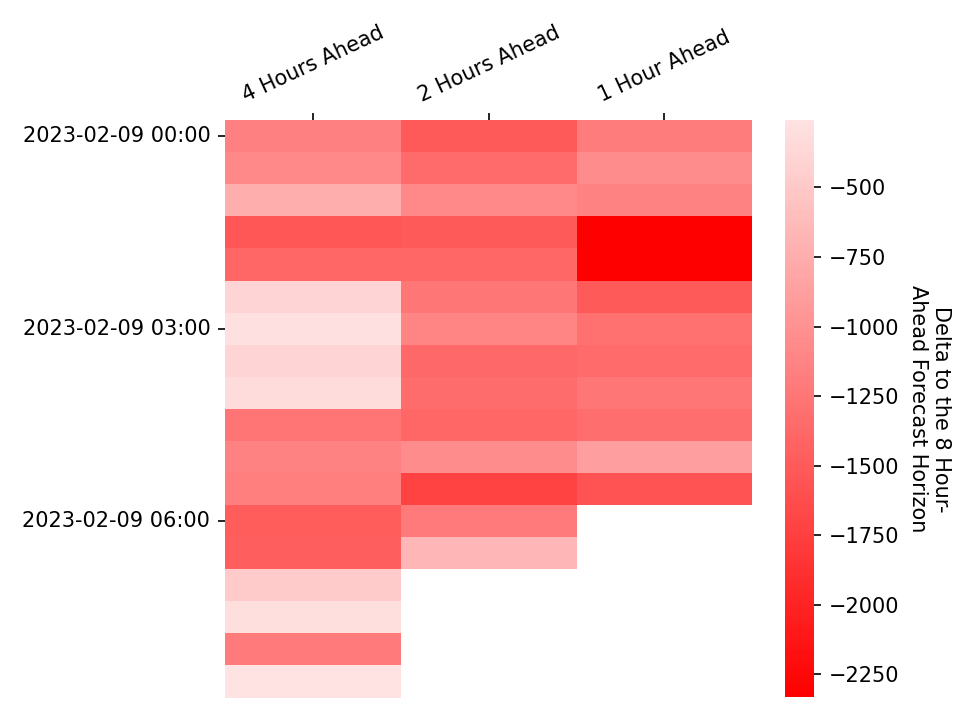 4 Hours Ahead
2 Hours Ahead
1 Hour Ahead
2023-02-09 00:00
2023-02-09 03:00
2023-02-09 06:00
−500
−750
−1000
−1250
−1500
−1750
−2000
−2250
Delta to the 8 Hour-
Ahead Forecast Horizon